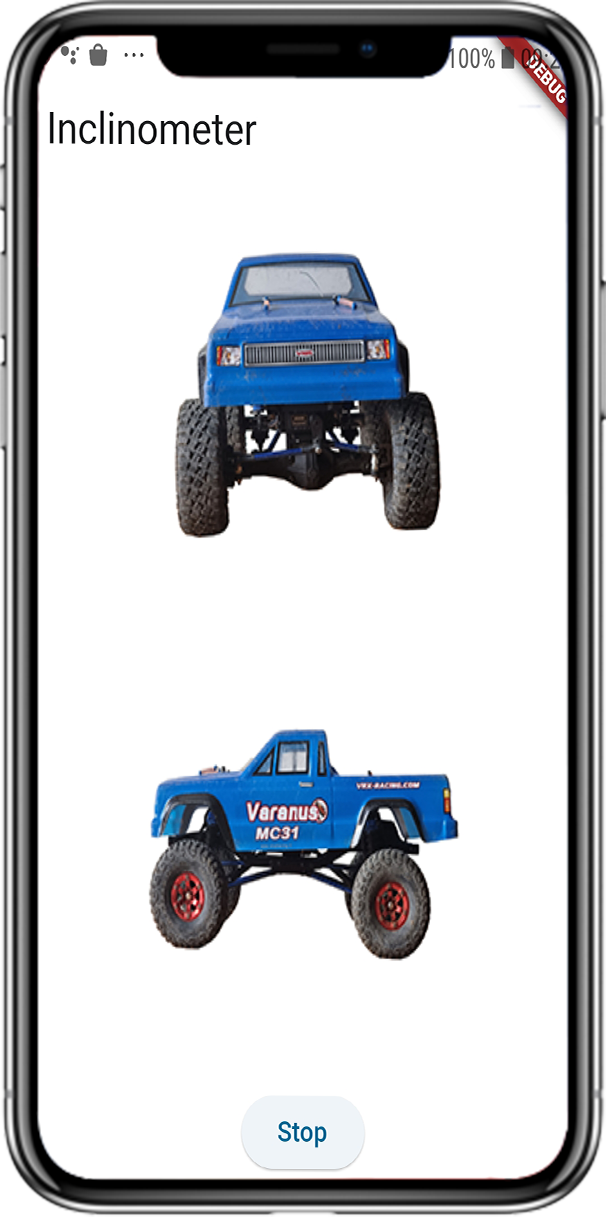 100%
DEBUG
Inclinometer
VRX-RACING.COM
Varanus
MC31
Stop